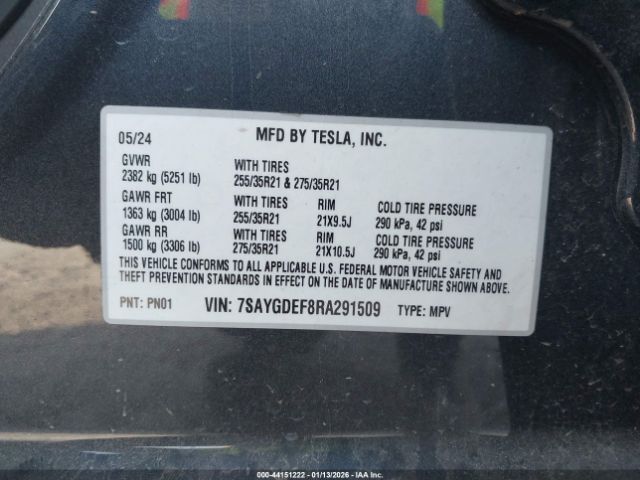 05/24 MFD BY TESLA, INC.
GVWR WITH TIRES
2382 kg (5251 lb) 255/35R21 & 275/35R21
GAWR FRT WITH TIRES RIM COLD TIRE PRESSURE
1363 kg (3004 lb) 255/35R21 21X9.5J 290 kPa, 42 psi
GAWR RR WITH TIRES RIM COLD TIRE PRESSURE
1500 kg (3306 lb) 275/35R21 21X10.5J 290 kPa, 42 psi
THIS VEHICLE CONFORMS TO ALL APPLICABLE U.S. FEDERAL MOTOR VEHICLE SAFETY AND
THEFT PREVENTION STANDARDS IN EFFECT ON THE DATE OF MANUFACTURE SHOWN ABOVE.
PNT: PN01 VIN: 7SAYGDEF8RA291509 TYPE: MPV
000-44151222 - 01/13/2026 - IAA Inc.